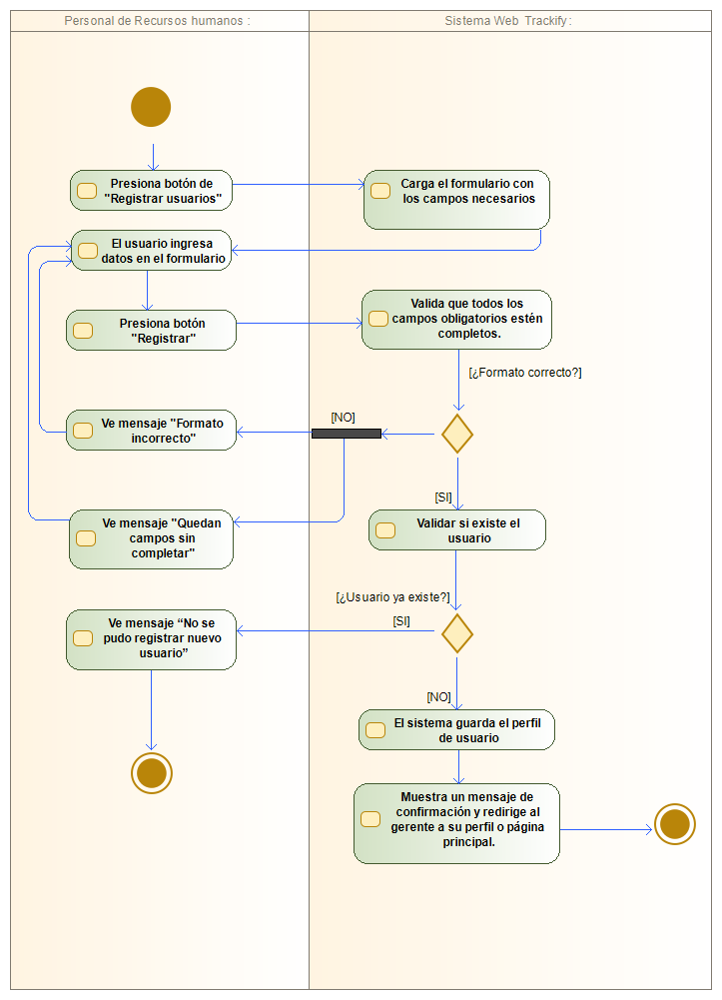 Personal de Recursos humanos :
Sistema Web Trackify :
Presiona botón de
"Registrar usuarios"
Carga el formulario con
los campos necesarios
El usuario ingresa
datos en el formulario
Presiona botón
"Registrar"
Valida que todos los
campos obligatorios estén
completos.
[¿Formato correcto?]
[NO]
Ve mensaje "Formato
incorrecto"
[SI]
Ve mensaje "Quedan
campos sin
completar"
Validar si existe el
usuario
[¿Usuario ya existe?]
[SI]
Ve mensaje “No se
pudo registrar nuevo
usuario”
[NO]
El sistema guarda el perfil
de usuario
Muestra un mensaje de
confirmación y redirige al
gerente a su perfil o página
principal.